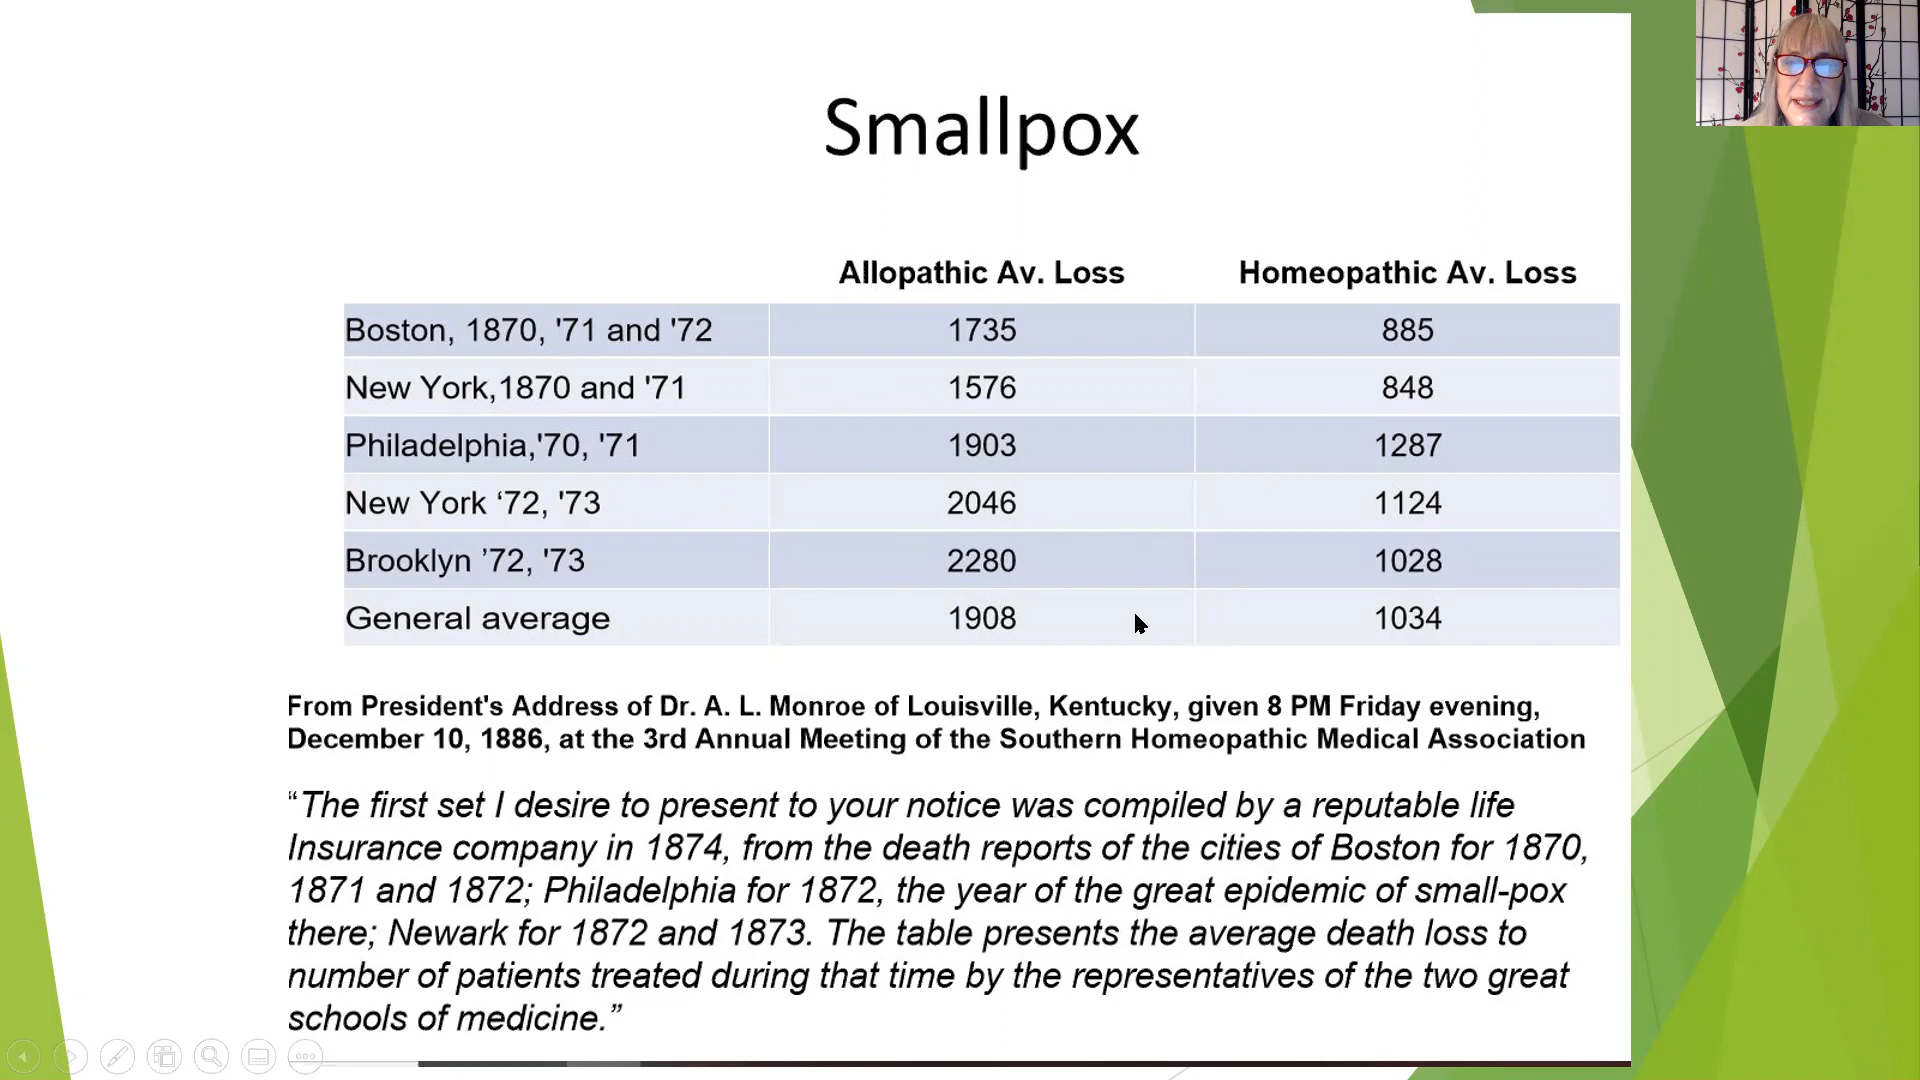 Smallpox
Allopathic Av. Loss Homeopathic Av. Loss
Boston, 1870, '71 and '72 1735 885
New York,1870 and '71 1576 848
Philadelphia,'70, '71 1903 1287
New York ‘72, '73 2046 1124
Brooklyn ’72, '73 2280 1028
General average 1908 1034
From President's Address of Dr. A. L. Monroe of Louisville, Kentucky, given 8 PM Friday evening,
December 10, 1886, at the 3rd Annual Meeting of the Southern Homeopathic Medical Association
“The first set I desire to present to your notice was compiled by a reputable life
Insurance company in 1874, from the death reports of the cities of Boston for 1870,
1871 and 1872; Philadelphia for 1872, the year of the great epidemic of small-pox
there; Newark for 1872 and 1873. The table presents the average death loss to
number of patients treated during that time by the representatives of the two great
schools of medicine.”